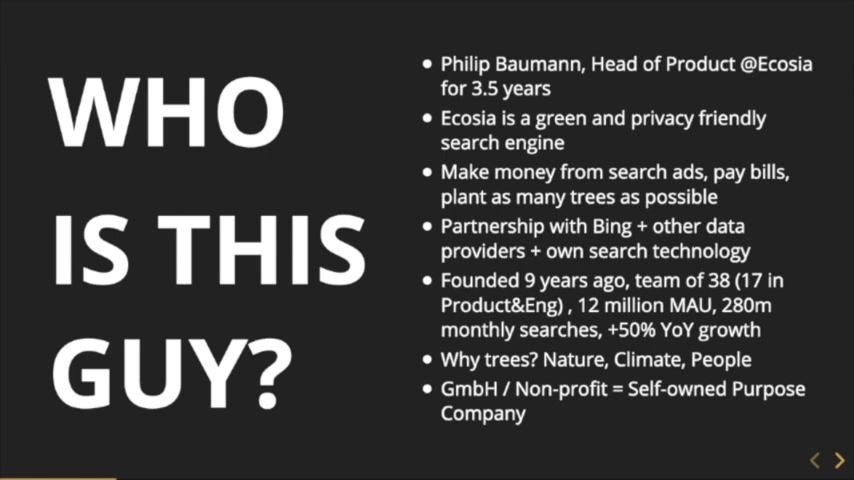 WHO
IS THIS
GUY?
• Philip Baumann, Head of Product @Ecosia
for 3.5 years
• Ecosia is a green and privacy friendly
search engine
• Make money from search ads, pay bills,
plant as many trees as possible
• Partnership with Bing + other data
providers + own search technology
• Founded 9 years ago, team of 38 (17 in
Product&Eng) , 12 million MAU, 280m
monthly searches, +50% YoY growth
• Why trees? Nature, Climate, People
• GmbH / Non-profit = Self-owned Purpose
Company